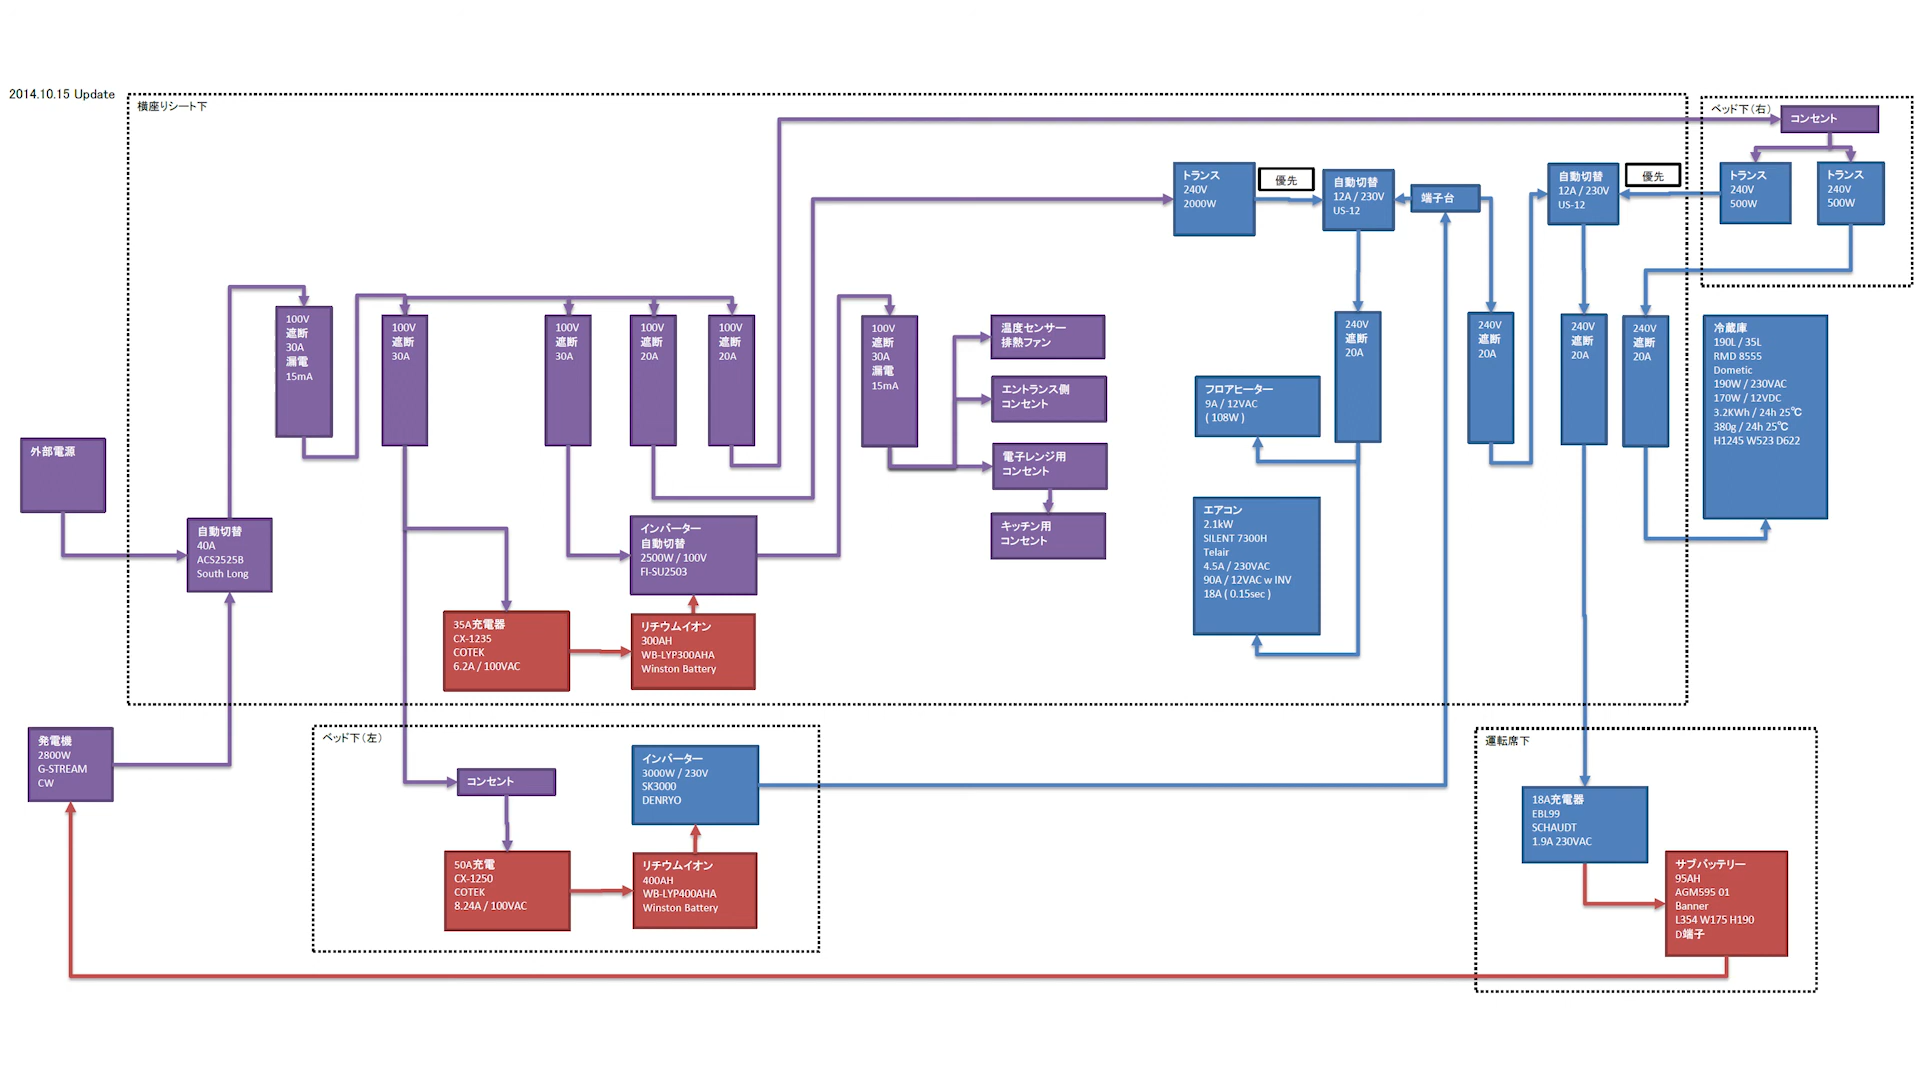 2014.10.15 Update
横座りシート下
ベッド下（右）
コンセント
トランス
240V
2000W
優先
自動切替
12A / 230V
US-12
端子台
自動切替
12A / 230V
US-12
優先
トランス
240V
500W
トランス
240V
500W
100V
遮断
30A
漏電
15mA
100V
遮断
30A
100V
遮断
30A
100V
遮断
20A
100V
遮断
20A
100V
遮断
30A
漏電
15mA
温度センサー
排熱ファン
エントランス側
コンセント
電子レンジ用
コンセント
キッチン用
コンセント
240V
遮断
20A
240V
遮断
20A
240V
遮断
20A
240V
遮断
20A
冷蔵庫
190L / 35L
RMD 8555
Dometic
190W / 230VAC
170W / 12VDC
3.2KWh / 24h 25℃
380g / 24h 25℃
H1245 W523 D622
フロアヒーター
9A / 12VAC
( 108W )
外部電源
自動切替
40A
ACS2525B
South Long
インバーター
自動切替
2500W / 100V
FI-SU2503
エアコン
2.1kW
SILENT 7300H
Telair
4.5A / 230VAC
90A / 12VAC w INV
18A ( 0.15sec )
35A充電器
CX-1235
COTEK
6.2A / 100VAC
リチウムイオン
300AH
WB-LYP300AHA
Winston Battery
発電機
2800W
G-STREAM
CW
ベッド下（左）
コンセント
インバーター
3000W / 230V
SK3000
DENRYO
50A充電
CX-1250
COTEK
8.24A / 100VAC
リチウムイオン
400AH
WB-LYP400AHA
Winston Battery
運転席下
18A充電器
EBL99
SCHAUDT
1.9A 230VAC
サブバッテリー
95AH
AGM595 01
Banner
L354 W175 H190
D端子